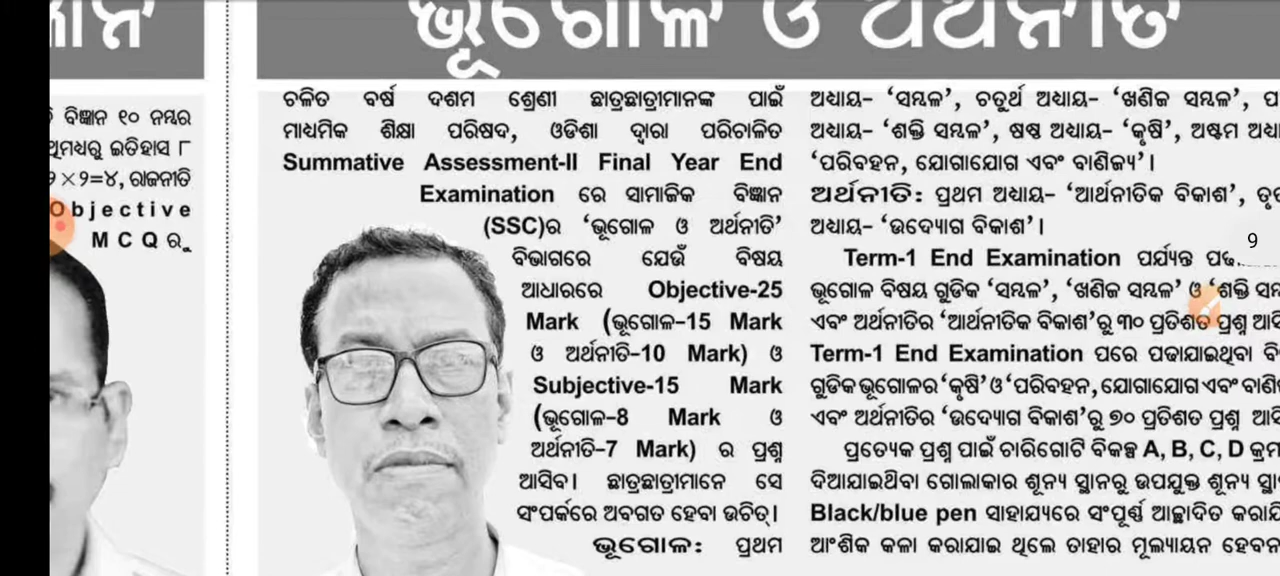 ଭୂଗୋଳ ଓ ଅର୍ଥନୀତି
ବିଜ୍ଞାନ ୧୦ ନମ୍ବର
ଇତିହାସ ୮
×୨=୪, ରାଜନୀତି
Objective
MCQରୁ
ଚଳିତ ବର୍ଷ ଦଶମ ଶ୍ରେଣୀ ଛାତ୍ରଛାତ୍ରୀମାନଙ୍କ ପାଇଁ
ମାଧ୍ୟମିକ ଶିକ୍ଷା ପରିଷଦ, ଓଡିଶା ଦ୍ବାରା ପରିଚାଳିତ
Summative Assessment-II Final Year End
Examination ରେ ସାମାଜିକ ବିଜ୍ଞାନ
(SSC)ର ‘ଭୂଗୋଳ ଓ ଅର୍ଥନୀତି’
ବିଭାଗରେ ଯେଉଁ ବିଷୟ
ଆଧାରରେ Objective-25
Mark (ଭୂଗୋଳ-15 Mark
ଓ ଅର୍ଥନୀତି-10 Mark) ଓ
Subjective-15 Mark
(ଭୂଗୋଳ-8 Mark ଓ
ଅର୍ଥନୀତି-7 Mark) ର ପ୍ରଶ୍ନ
ଆସିବ। ଛାତ୍ରଛାତ୍ରୀମାନେ ସେ
ସଂପର୍କରେ ଅବଗତ ହେବା ଉଚିତ୍।
ଭୂଗୋଳ: ପ୍ରଥମ
ଅଧ୍ୟାୟ- ‘ସମ୍ବଳ’, ଚତୁର୍ଥ ଅଧ୍ୟାୟ- ‘ଖଣିଜ ସମ୍ବଳ’,
ଅଧ୍ୟାୟ- ‘ଶକ୍ତି ସମ୍ବଳ’, ଷଷ୍ଠ ଅଧ୍ୟାୟ- ‘କୃଷି’, ଅଷ୍ଟମ
‘ପରିବହନ, ଯୋଗାଯୋଗ ଏବଂ ବାଣିଜ୍ୟ’।
ଅର୍ଥନୀତି: ପ୍ରଥମ ଅଧ୍ୟାୟ- ‘ଆର୍ଥନୀତିକ ବିକାଶ’,
ଅଧ୍ୟାୟ- ‘ଉଦ୍ୟୋଗ ବିକାଶ’।
Term-1 End Examination ପର୍ଯ୍ୟନ୍ତ
ଭୂଗୋଳ ବିଷୟ ଗୁଡିକ ‘ସମ୍ବଳ’, ‘ଖଣିଜ ସମ୍ବଳ’ ଓ ‘ଶକ୍ତି
ଏବଂ ଅର୍ଥନୀତିର ‘ଆର୍ଥନୀତିକ ବିକାଶ’ରୁ ୩୦ ପ୍ରତିଶତ ପ୍ରଶ୍ନ
Term-1 End Examination ପରେ ପଢାଯାଇଥିବା
ଗୁଡିକ ଭୂଗୋଳର ‘କୃଷି’ ଓ ‘ପରିବହନ, ଯୋଗାଯୋଗ ଏବଂ
ଏବଂ ଅର୍ଥନୀତିର ‘ଉଦ୍ୟୋଗ ବିକାଶ’ରୁ ୭୦ ପ୍ରତିଶତ ପ୍ରଶ୍ନ
ପ୍ରତ୍ୟେକ ପ୍ରଶ୍ନ ପାଇଁ ଚାରିଗୋଟି ବିକଳ୍ପ A, B, C, D
ଦିଆଯାଇଥିବା ଗୋଲାକାର ଶୂନ୍ୟ ସ୍ଥାନରୁ ଉପଯୁକ୍ତ ଶୂନ୍ୟ
Black/blue pen ସାହାଯ୍ୟରେ ସଂପୂର୍ଣ୍ଣ ଆଚ୍ଛାଦିତ
ଆଂଶିକ କଳା କରାଯାଇ ଥିଲେ ତାହାର ମୂଲ୍ୟାୟନ
9